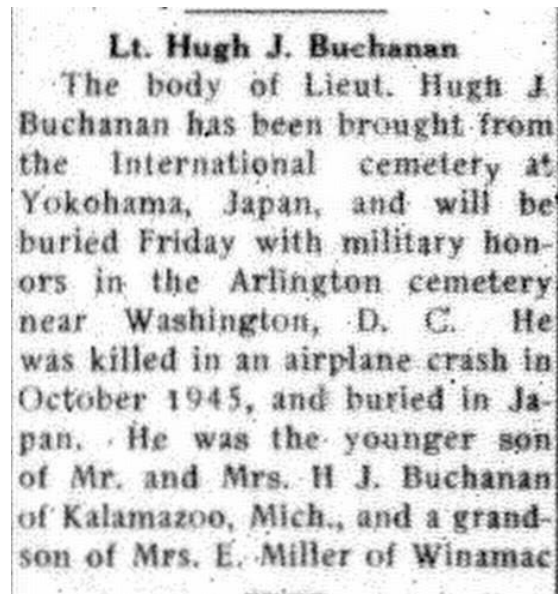 Lt. Hugh J. Buchanan
The body of Lieut. Hugh J.
Buchanan has been brought from
the International cemetery at
Yokohama, Japan, and will be
buried Friday with military hon-
ors in the Arlington cemetery
near Washington, D. C. He
was killed in an airplane crash in
October 1945, and buried in Ja-
pan. He was the younger son
of Mr. and Mrs. H J. Buchanan
of Kalamazoo, Mich., and a grand-
son of Mrs. E. Miller of Winamac